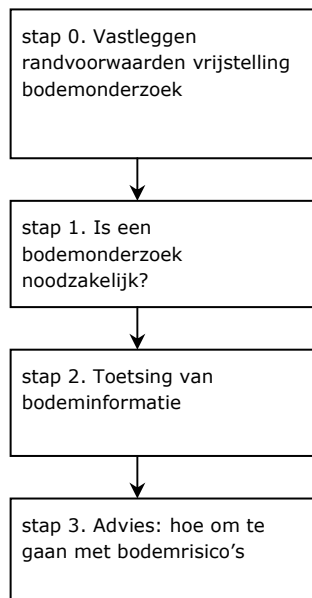 stap 0. Vastleggen
randvoorwaarden vrijstelling
bodemonderzoek
stap 1. Is een
bodemonderzoek
noodzakelijk?
stap 2. Toetsing van
bodeminformatie
stap 3. Advies: hoe om te
gaan met bodemrisico’s